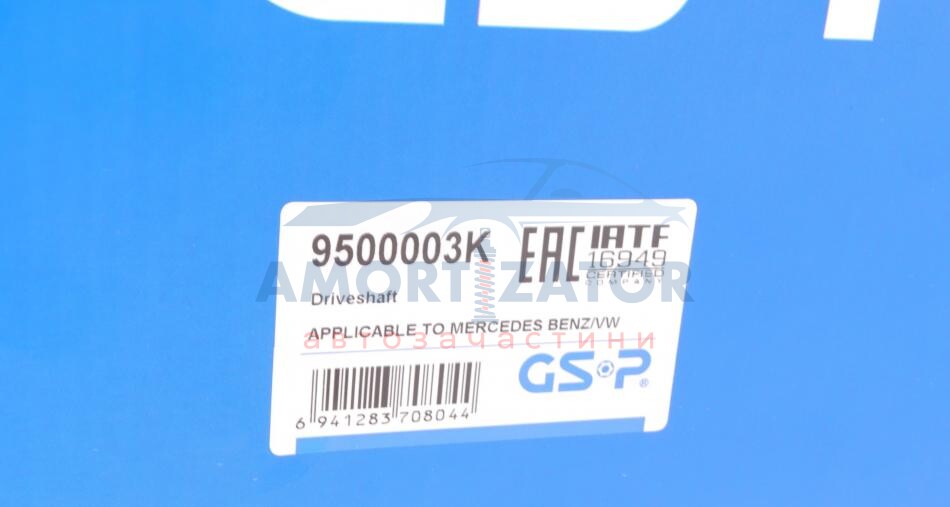 9500003K
EAC
IATF
16949
CERTIFIED
COMPANY
AMORTIZATOR
Driveshaft
APPLICABLE TO MERCEDES BENZ/VW
автозапчастини
GSP®
6 941283 708044